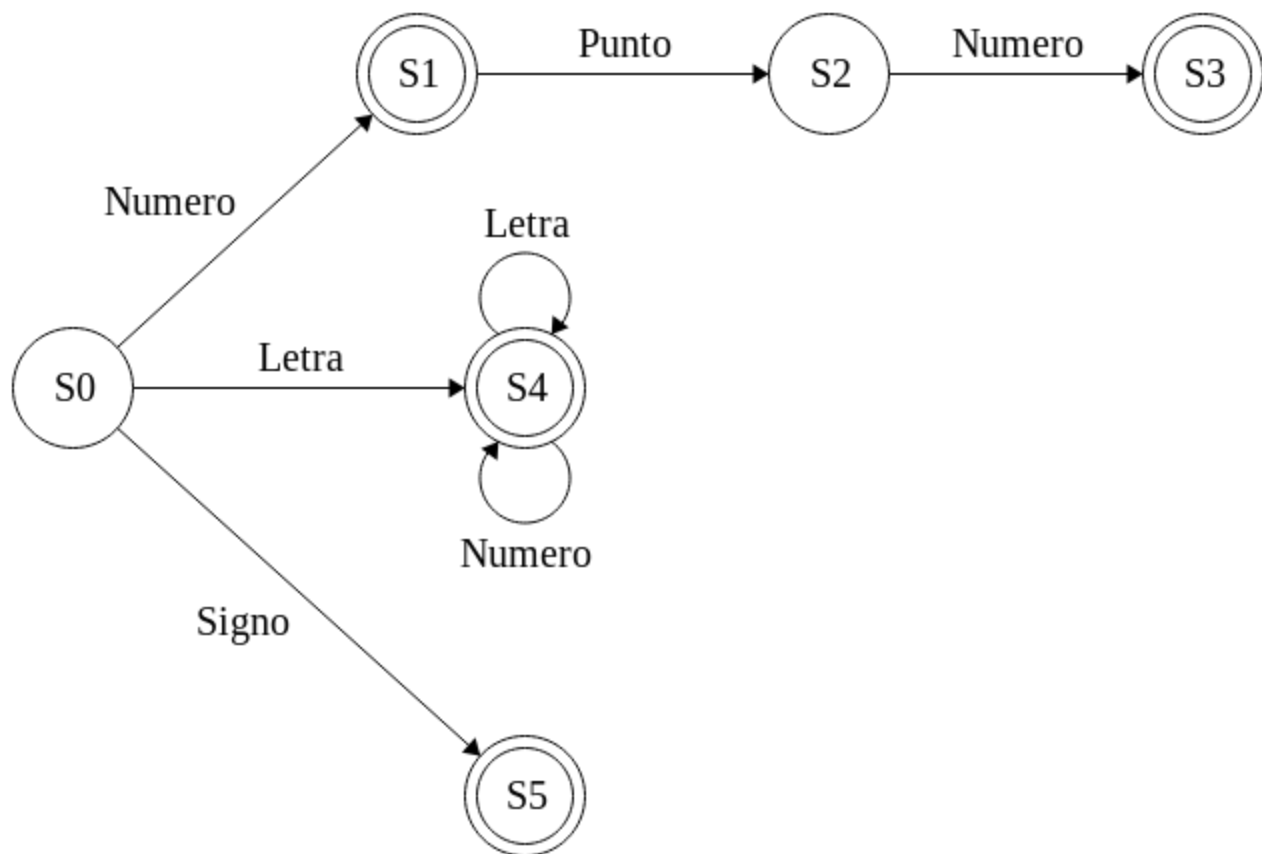 S1
Punto
S2
Numero
S3
Numero
Letra
S0
Letra
S4
Numero
Signo
S5